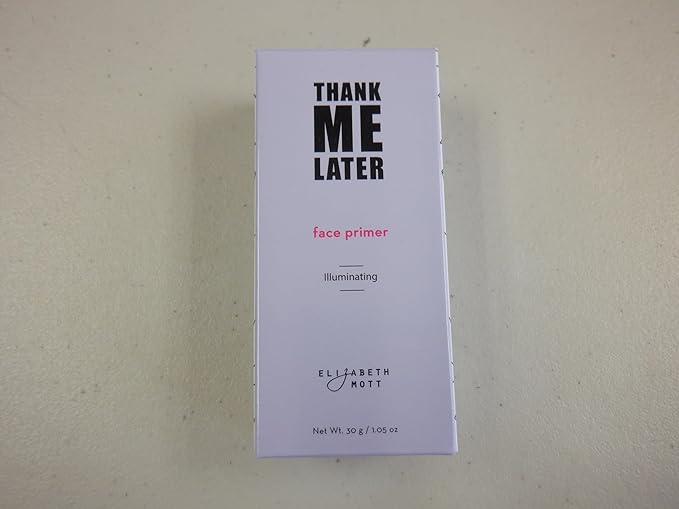 THANK
ME
LATER
face primer
Illuminating
ELIZABETH
MOTT
Net Wt. 30 g / 1.05 oz